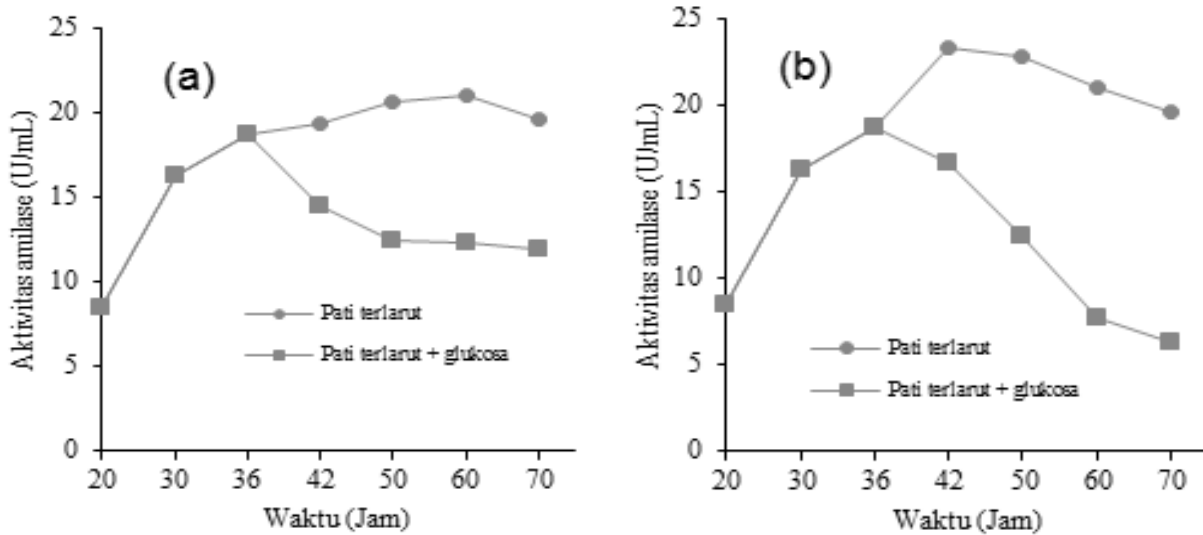 (a)
Aktivitas amilase (U/mL)
25
20
15
10
5
0
Pati terlarut
Pati terlarut + glukosa
20 30 36 42 50 60 70
Waktu (Jam)
(b)
Aktivitas amilase (U/mL)
25
20
15
10
5
0
Pati terlarut
Pati terlarut + glukosa
20 30 36 42 50 60 70
Waktu (Jam)